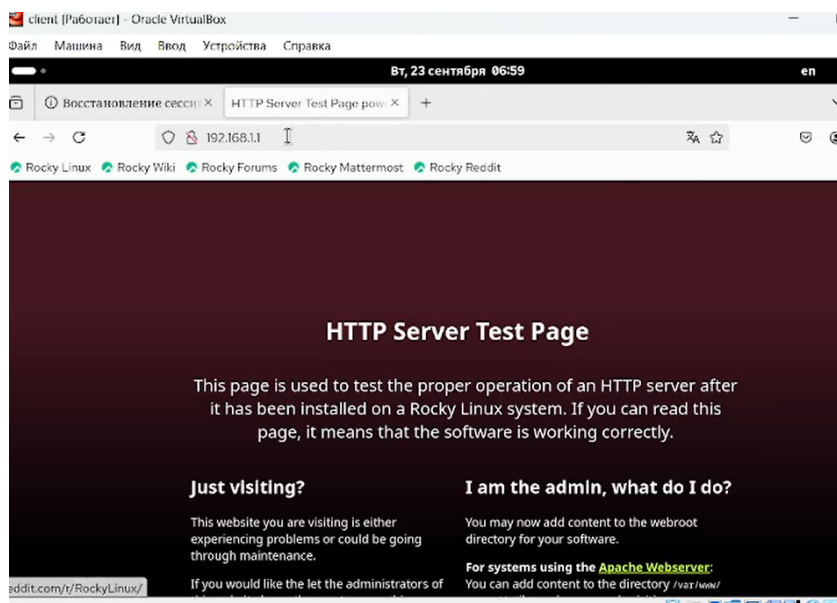 client [Работает] - Oracle VirtualBox
Файл Машина Вид Ввод Устройства Справка
Вт, 23 сентября 06:59 en
Восстановление сесси × HTTP Server Test Page pow × +
192.168.1.1
Rocky Linux Rocky Wiki Rocky Forums Rocky Mattermost Rocky Reddit
HTTP Server Test Page
This page is used to test the proper operation of an HTTP server after
it has been installed on a Rocky Linux system. If you can read this
page, it means that the software is working correctly.
Just visiting?
This website you are visiting is either
experiencing problems or could be going
through maintenance.
If you would like the let the administrators of
I am the admin, what do I do?
You may now add content to the webroot
directory for your software.
For systems using the Apache Webserver:
You can add content to the directory /var/www/
eddit.com/r/RockyLinux/